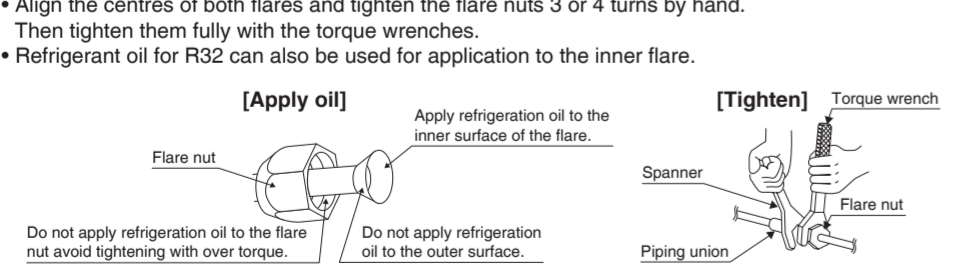 • Align the centres of both flares and tighten the flare nuts 3 or 4 turns by hand.
Then tighten them fully with the torque wrenches.
• Refrigerant oil for R32 can also be used for application to the inner flare.
[Apply oil]
Apply refrigeration oil to the
inner surface of the flare.
Flare nut
Do not apply refrigeration oil to the flare
nut avoid tightening with over torque.
Do not apply refrigeration
oil to the outer surface.
[Tighten]
Torque wrench
Spanner
Flare nut
Piping union